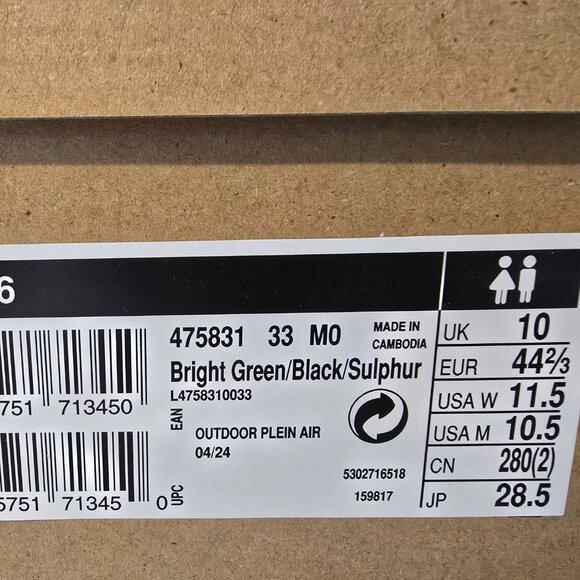 6
475831 33 M0
MADE IN
CAMBODIA
Bright Green/Black/Sulphur
L4758310033
EAN
5751 713450
OUTDOOR PLEIN AIR
04/24
5302716518
159817
5751 71345 0
UPC
UK 10
EUR 44⅔
USA W 11.5
USA M 10.5
CN 280(2)
JP 28.5